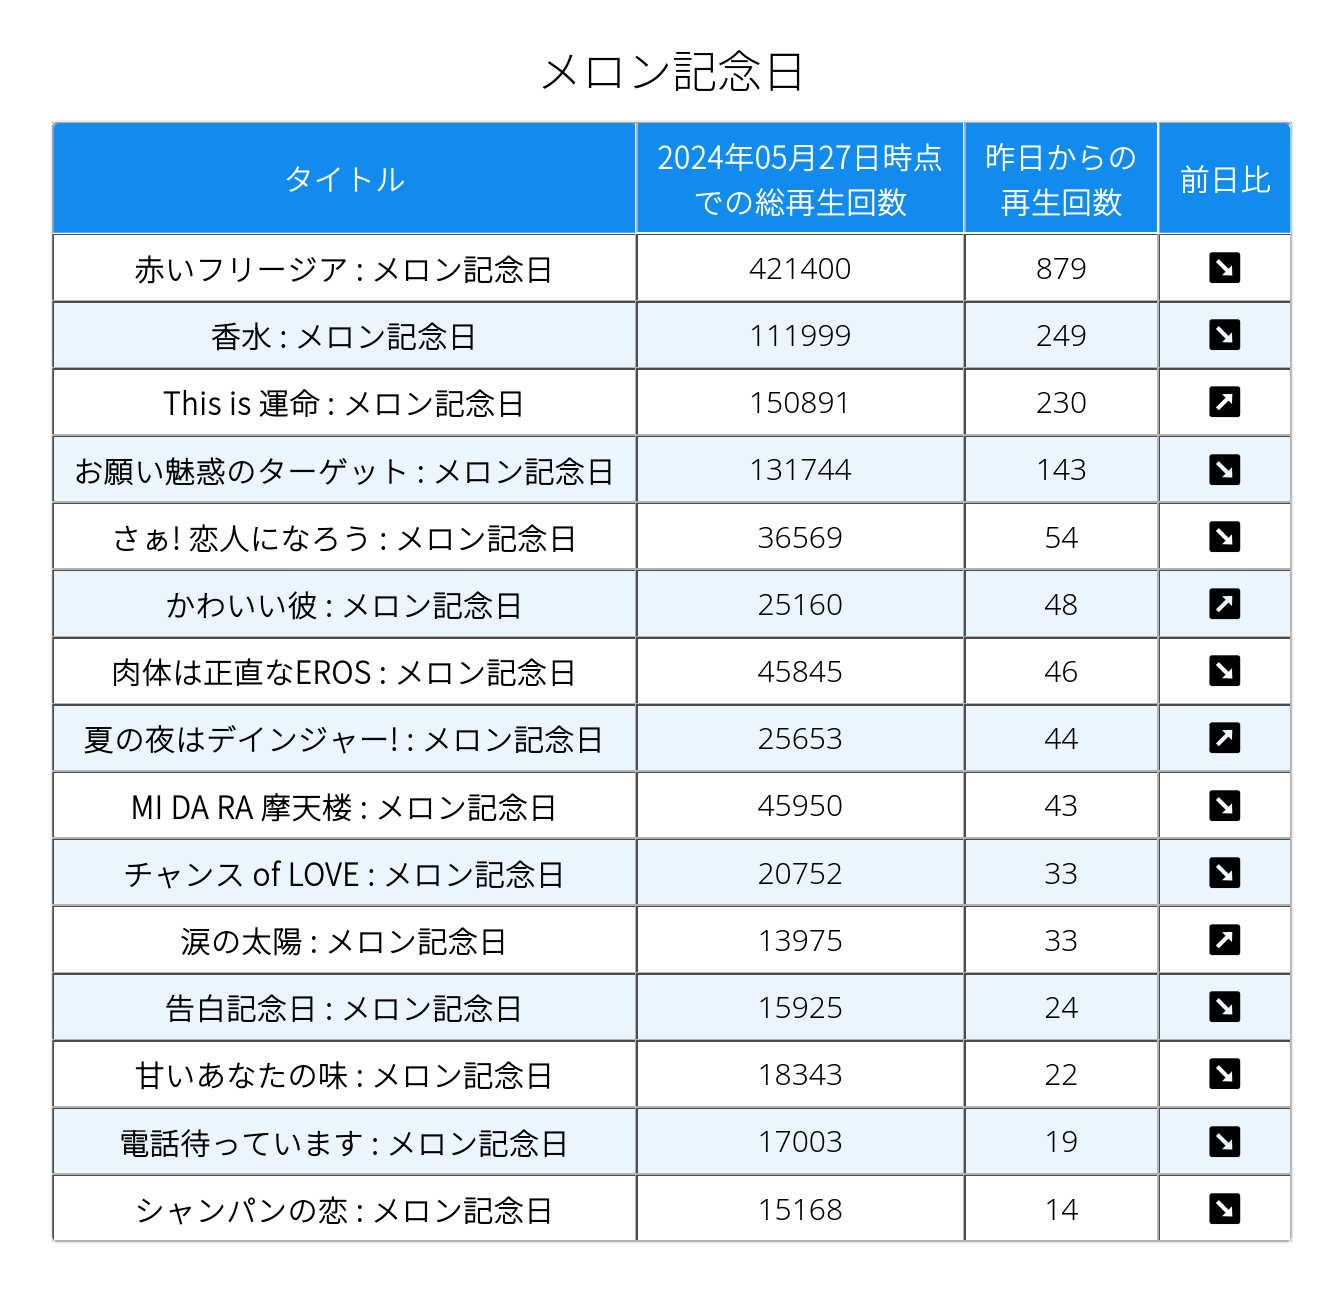 メロン記念日
タイトル 2024年05月27日時点での総再生回数 昨日からの再生回数 前日比
赤いフリージア : メロン記念日 421400 879 ↘
香水 : メロン記念日 111999 249 ↘
This is 運命 : メロン記念日 150891 230 ↗
お願い魅惑のターゲット : メロン記念日 131744 143 ↘
さぁ! 恋人になろう : メロン記念日 36569 54 ↘
かわいい彼 : メロン記念日 25160 48 ↗
肉体は正直なEROS : メロン記念日 45845 46 ↘
夏の夜はデインジャー! : メロン記念日 25653 44 ↗
MI DA RA 摩天楼 : メロン記念日 45950 43 ↘
チャンス of LOVE : メロン記念日 20752 33 ↘
涙の太陽 : メロン記念日 13975 33 ↗
告白記念日 : メロン記念日 15925 24 ↘
甘いあなたの味 : メロン記念日 18343 22 ↘
電話待っています : メロン記念日 17003 19 ↘
シャンパンの恋 : メロン記念日 15168 14 ↘